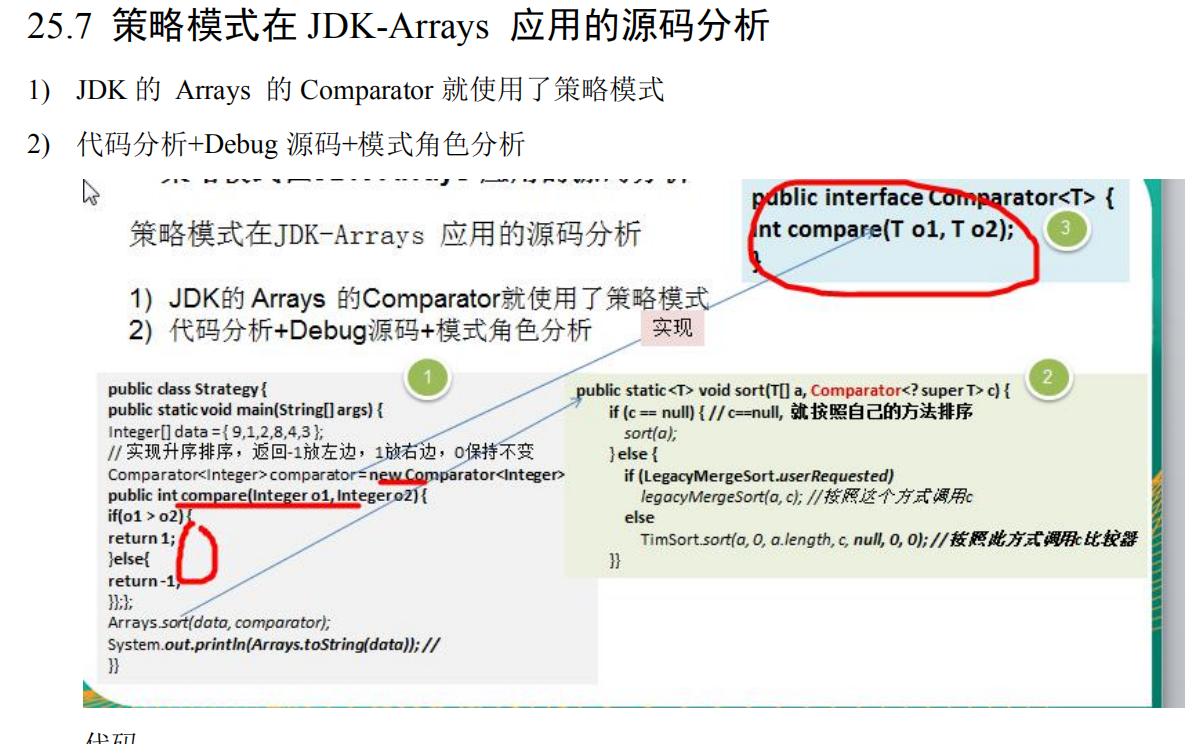 25.7 策略模式在 JDK-Arrays 应用的源码分析
1) JDK 的 Arrays 的 Comparator 就使用了策略模式
2) 代码分析+Debug 源码+模式角色分析
策略模式在JDK-Arrays 应用的源码分析
1) JDK的 Arrays 的Comparator就使用了策略模式
2) 代码分析+Debug源码+模式角色分析
public interface Comparator<T> {
int compare(T o1, T o2);
}
3
实现
1
public class Strategy {
public static void main(String[] args) {
Integer[] data = { 9,1,2,8,4,3 };
// 实现升序排序，返回-1放左边，1放右边，0保持不变
Comparator<Integer> comparator = new Comparator<Integer>
public int compare(Integer o1, Integer o2) {
if(o1 > o2) {
return 1;
}else{
return -1;
}};};
Arrays.sort(data, comparator);
System.out.println(Arrays.toString(data)); //
}}
2
public static<T> void sort(T[] a, Comparator<? super T> c) {
if (c == null) { // c==null, 就按照自己的方法排序
sort(a);
} else {
if (LegacyMergeSort.userRequested)
legacyMergeSort(a, c); //按照这个方式调用c
else
TimSort.sort(a, 0, a.length, c, null, 0, 0); //按照此方式调用c比较器
}}